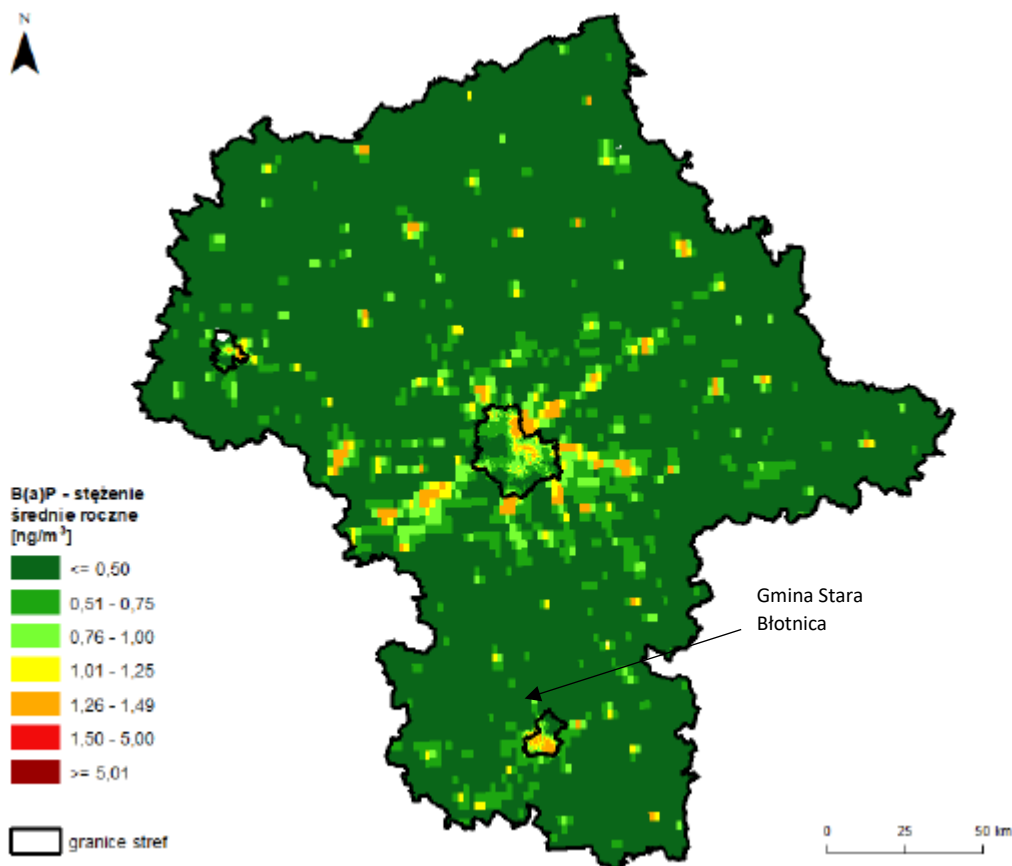 N
Gmina Stara
Błotnica
B(a)P - stężenie
średnie roczne
[ng/m³]
<= 0,50
0,51 - 0,75
0,76 - 1,00
1,01 - 1,25
1,26 - 1,49
1,50 - 5,00
>= 5,01
granice stref
0 25 50 km